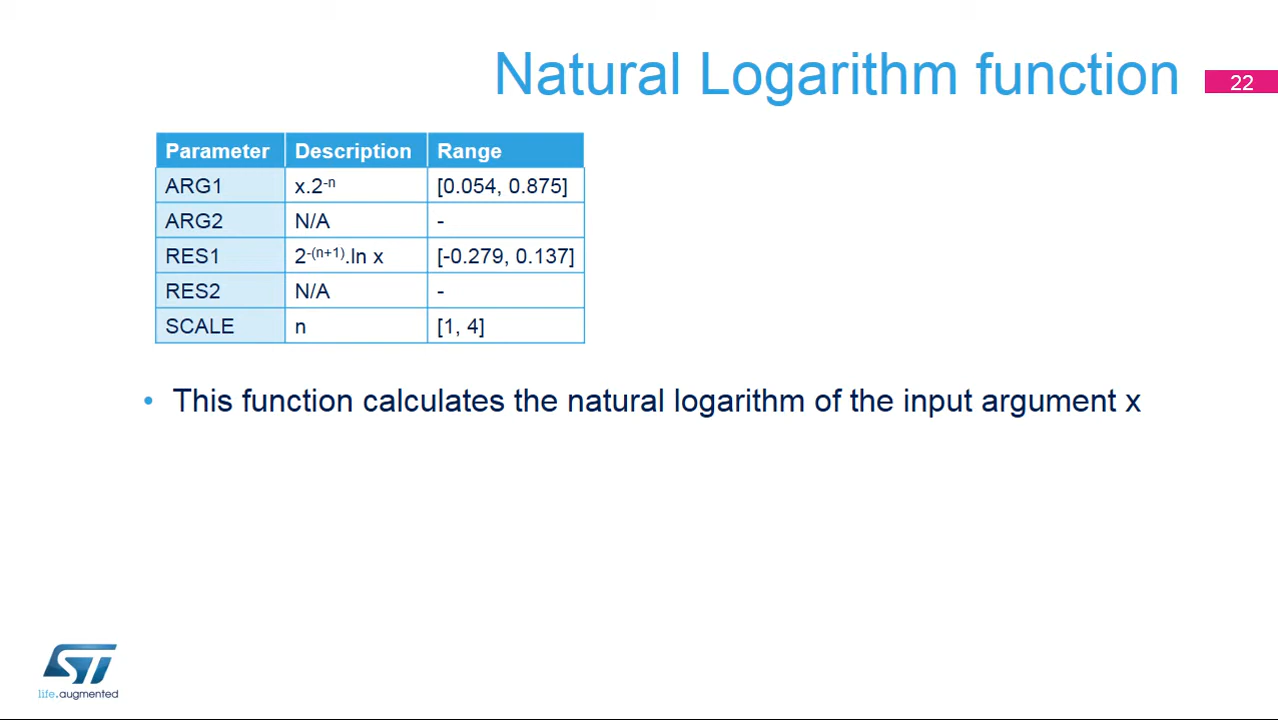 Natural Logarithm function
22
Parameter Description Range
ARG1 x.2⁻ⁿ [0.054, 0.875]
ARG2 N/A -
RES1 2⁻⁽ⁿ⁺¹⁾.ln x [-0.279, 0.137]
RES2 N/A -
SCALE n [1, 4]
• This function calculates the natural logarithm of the input argument x
ST
life.augmented